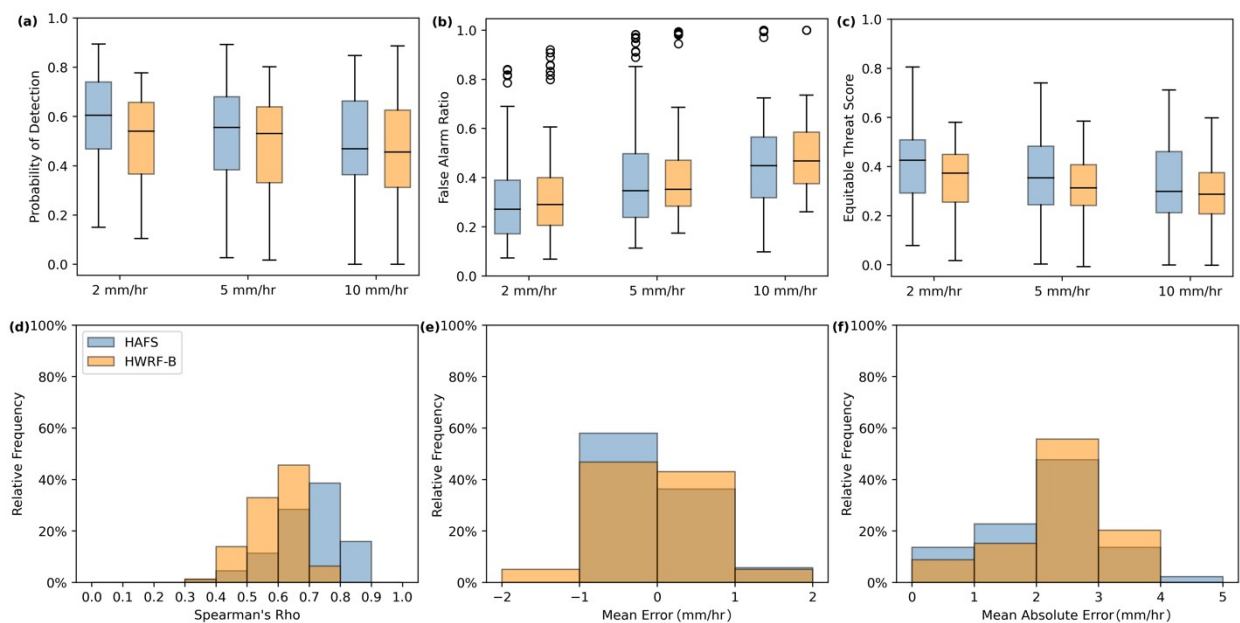 (a)
Probability of Detection
1.0
0.8
0.6
0.4
0.2
0.0
2 mm/hr 5 mm/hr 10 mm/hr
(b)
False Alarm Ratio
1.0
0.8
0.6
0.4
0.2
0.0
2 mm/hr 5 mm/hr 10 mm/hr
(c)
Equitable Threat Score
1.0
0.8
0.6
0.4
0.2
0.0
2 mm/hr 5 mm/hr 10 mm/hr
(d)
Relative Frequency
100%
80%
60%
40%
20%
0%
HAFS
HWRF-B
0.0 0.1 0.2 0.3 0.4 0.5 0.6 0.7 0.8 0.9 1.0
Spearman's Rho
(e)
Relative Frequency
100%
80%
60%
40%
20%
0%
−2 −1 0 1 2
Mean Error (mm/hr)
(f)
Relative Frequency
100%
80%
60%
40%
20%
0%
0 1 2 3 4 5
Mean Absolute Error (mm/hr)